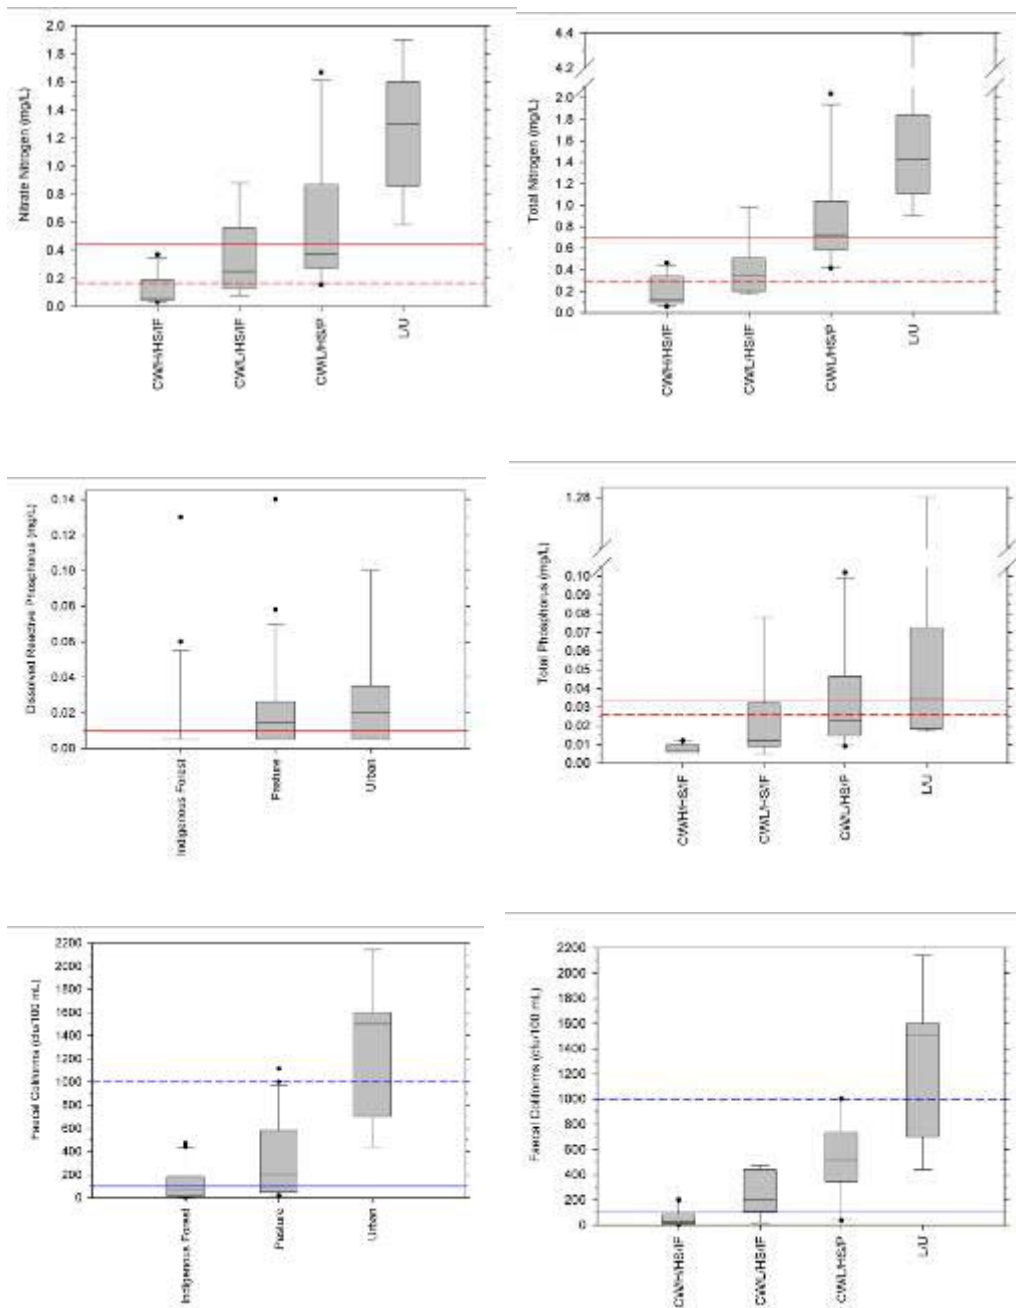 2.0
1.8
1.6
1.4
1.2
1.0
0.8
0.6
0.4
0.2
0.0
Nitrate Nitrogen (mg/L)
CW/H/HS/IF
CW/L/HS/IF
CW/L/HS/P
L/U
4.4
4.2
2.0
1.8
1.6
1.4
1.2
1.0
0.8
0.6
0.4
0.2
0.0
Total Nitrogen (mg/L)
CW/H/HS/IF
CW/L/HS/IF
CW/L/HS/P
L/U
0.14
0.12
0.10
0.08
0.06
0.04
0.02
0.00
Dissolved Reactive Phosphorus (mg/L)
Indigenous Forest
Pasture
Urban
1.28
0.10
0.09
0.08
0.07
0.06
0.05
0.04
0.03
0.02
0.01
0.00
Total Phosphorus (mg/L)
CW/H/HS/IF
CW/L/HS/IF
L/U
2200
2000
1800
1600
1400
1200
1000
800
600
400
200
0
Faecal Coliforms (cfu/100 mL)
Indigenous Forest
Pasture
Urban
2200
2000
1800
1600
1400
1200
1000
800
600
400
200
0
Faecal Coliforms (cfu/100 mL)
CW/H/HS/IF
CW/L/HS/IF
CW/L/HS/P
L/U